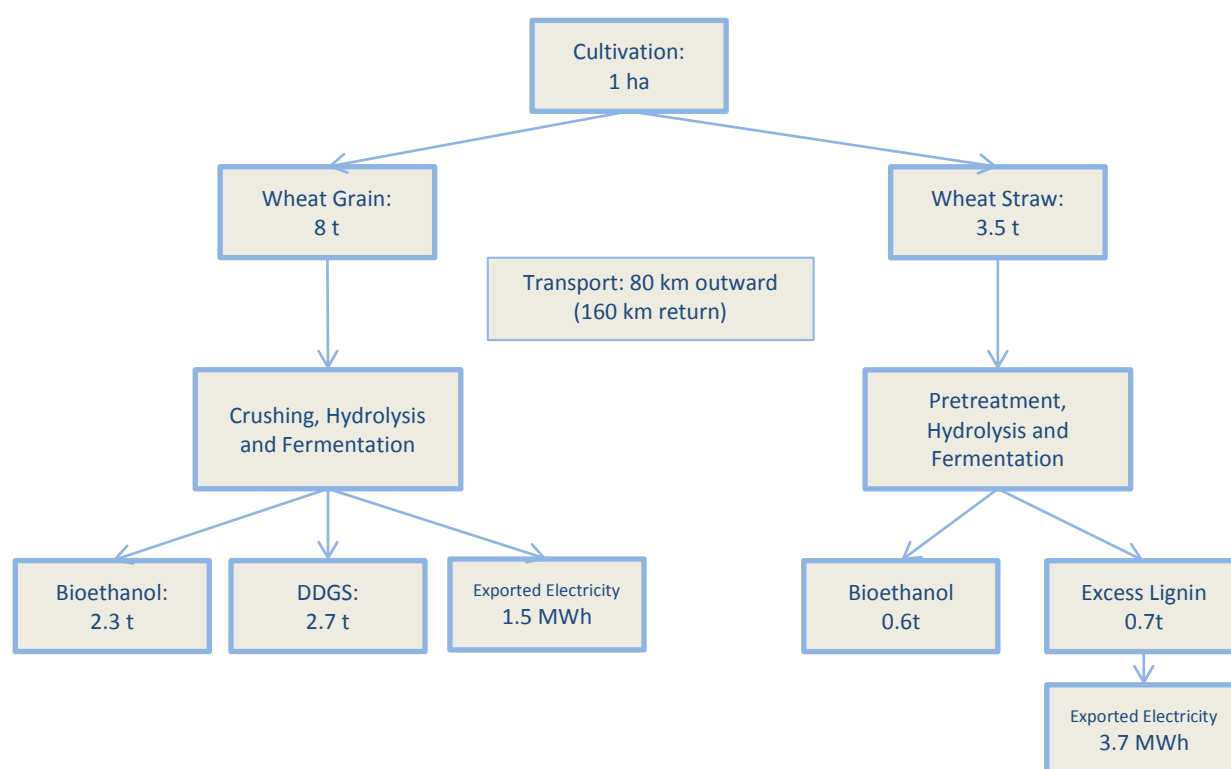 Cultivation:
1 ha
Wheat Grain:
8 t
Wheat Straw:
3.5 t
Transport: 80 km outward
(160 km return)
Crushing, Hydrolysis
and Fermentation
Pretreatment,
Hydrolysis and
Fermentation
Bioethanol:
2.3 t
DDGS:
2.7 t
Exported Electricity
1.5 MWh
Bioethanol
0.6t
Excess Lignin
0.7t
Exported Electricity
3.7 MWh